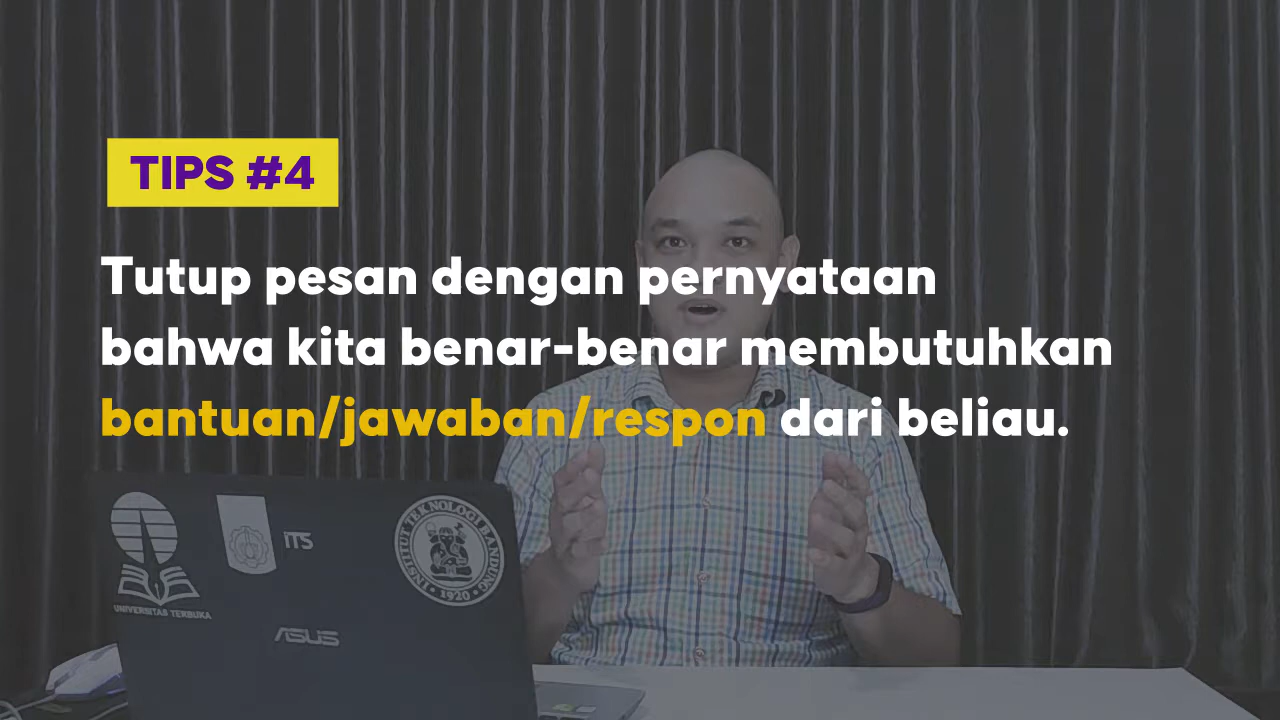 TIPS #4
Tutup pesan dengan pernyataan
bahwa kita benar-benar membutuhkan
bantuan/jawaban/respon dari beliau.
UNIVERSITAS TERBUKA
ITS
INSTITUT TEKNOLOGI BANDUNG
• 1920 •
ASUS